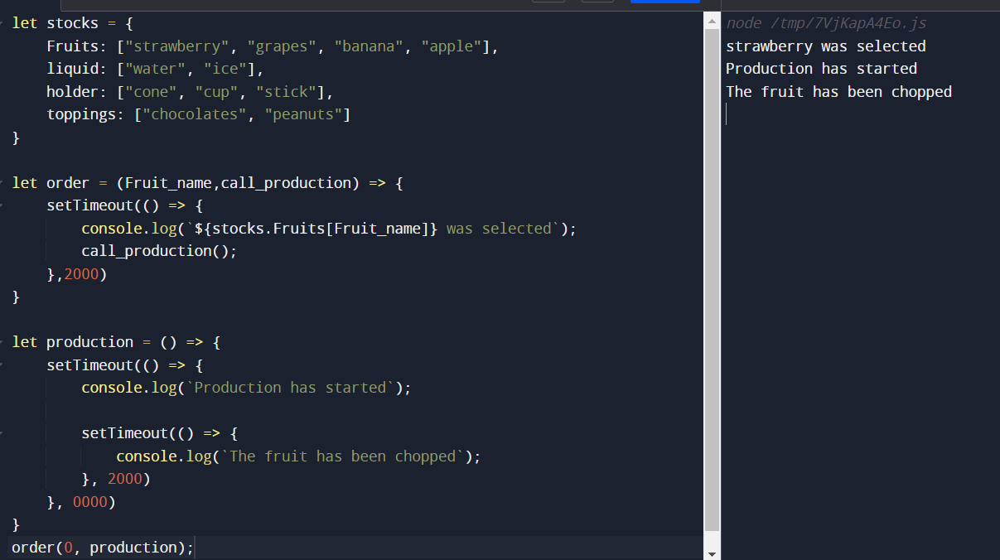 let stocks = {
    Fruits: ["strawberry", "grapes", "banana", "apple"],
    liquid: ["water", "ice"],
    holder: ["cone", "cup", "stick"],
    toppings: ["chocolates", "peanuts"]
}

let order = (Fruit_name,call_production) => {
    setTimeout(() => {
        console.log(`${stocks.Fruits[Fruit_name]} was selected`);
        call_production();
    },2000)
}

let production = () => {
    setTimeout(() => {
        console.log(`Production has started`);

        setTimeout(() => {
            console.log(`The fruit has been chopped`);
        }, 2000)
    }, 0000)
}
order(0, production);
node /tmp/7VjKapA4Eo.js
strawberry was selected
Production has started
The fruit has been chopped